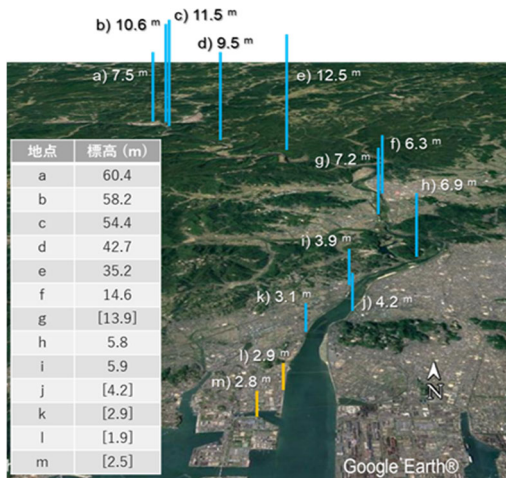 c) 11.5 m
b) 10.6 m
d) 9.5 m
a) 7.5 m
e) 12.5 m
f) 6.3 m
g) 7.2 m
h) 6.9 m
i) 3.9 m
j) 4.2 m
k) 3.1 m
l) 2.9 m
m) 2.8 m
地点 標高 (m)
a 60.4
b 58.2
c 54.4
d 42.7
e 35.2
f 14.6
g [13.9]
h 5.8
i 5.9
j [4.2]
k [2.9]
l [1.9]
m [2.5]
N
Google Earth®